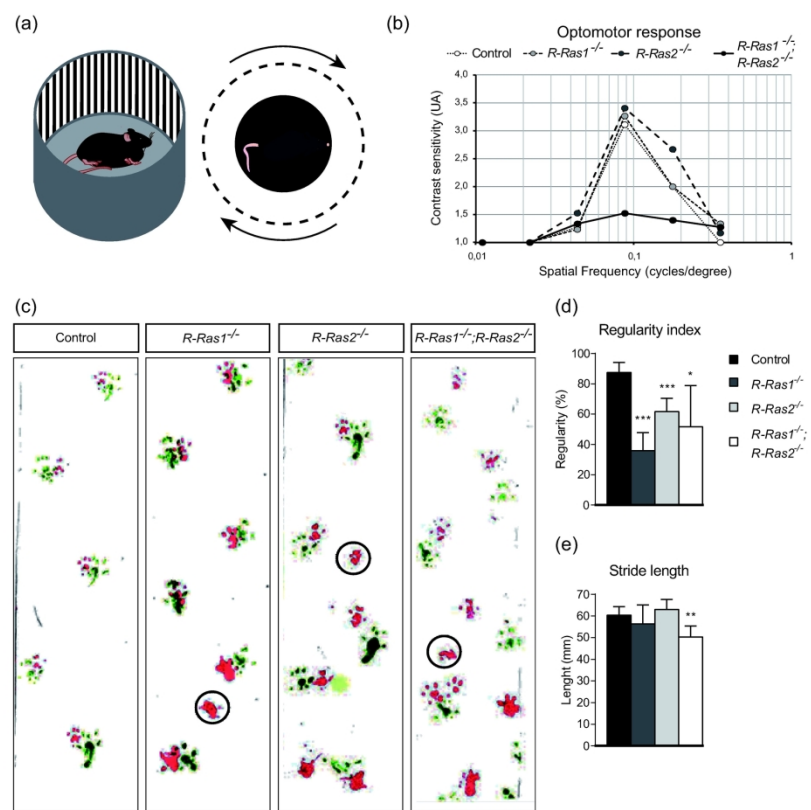 (a)
(b)
Optomotor response
Control R-Ras1-/- R-Ras2-/- R-Ras1-/-;
R-Ras2-/-
Contrast sensitivity (UA)
4,0
3,5
3,0
2,5
2,0
1,5
1,0
0,01 0,1 1
Spatial Frequency (cycles/degree)
(c)
Control R-Ras1-/- R-Ras2-/- R-Ras1-/-;R-Ras2-/-
(d)
Regularity index
Regularity (%)
100
80
60
40
20
0
*** *** *
Control
R-Ras1-/-
R-Ras2-/-
R-Ras1-/-;
R-Ras2-/-
(e)
Stride length
Lenght (mm)
100
80
70
60
50
40
30
20
10
0
**